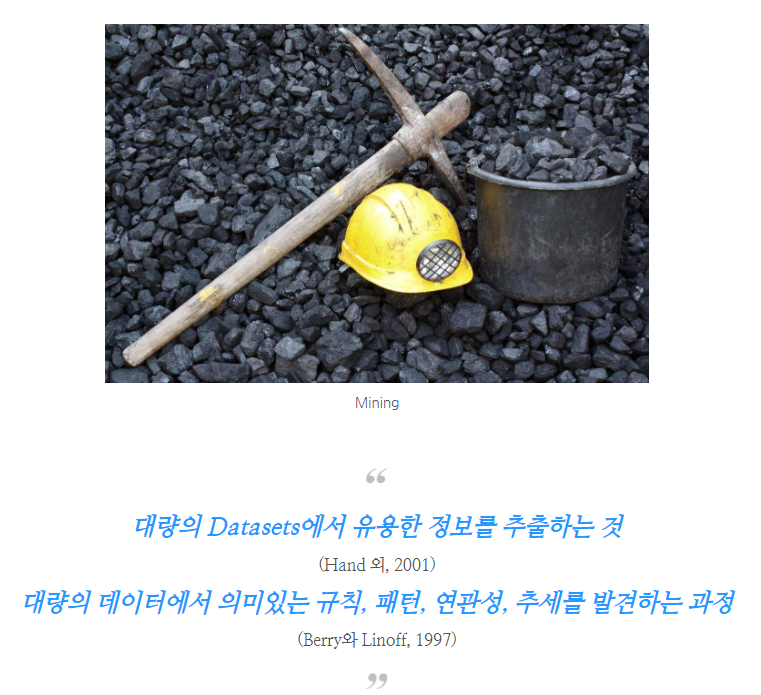 Mining
“
대량의 Datasets에서 유용한 정보를 추출하는 것
(Hand 외, 2001)
대량의 데이터에서 의미있는 규칙, 패턴, 연관성, 추세를 발견하는 과정
(Berry와 Linoff, 1997)
”